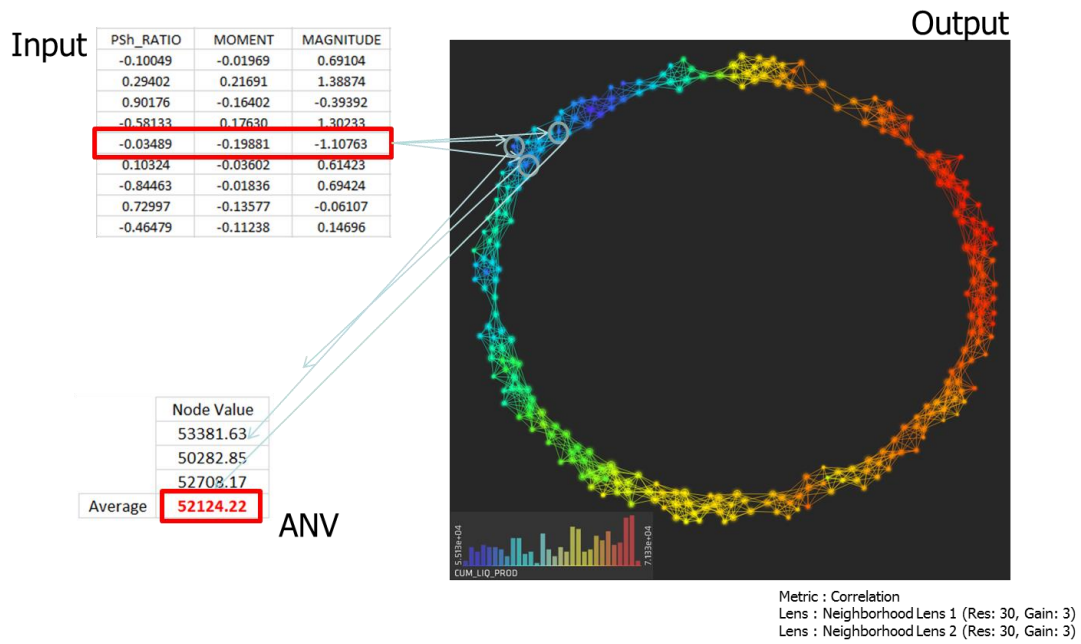 Output
Input
PSh_RATIO MOMENT MAGNITUDE
-0.10049 -0.01969 0.69104
0.29402 0.21691 1.38874
0.90176 -0.16402 -0.39392
-0.58133 0.17630 1.30233
-0.03489 -0.19881 -1.10763
0.10324 -0.03602 0.61423
-0.84463 -0.01836 0.69424
0.72997 -0.13577 -0.06107
-0.46479 -0.11238 0.14696
Node Value
53381.63
50282.85
52708.17
Average 52124.22
ANV
5.513e+04
7.133e+04
CUM_LIQ_PROD
Metric : Correlation
Lens : Neighborhood Lens 1 (Res: 30, Gain: 3)
Lens : Neighborhood Lens 2 (Res: 30, Gain: 3)